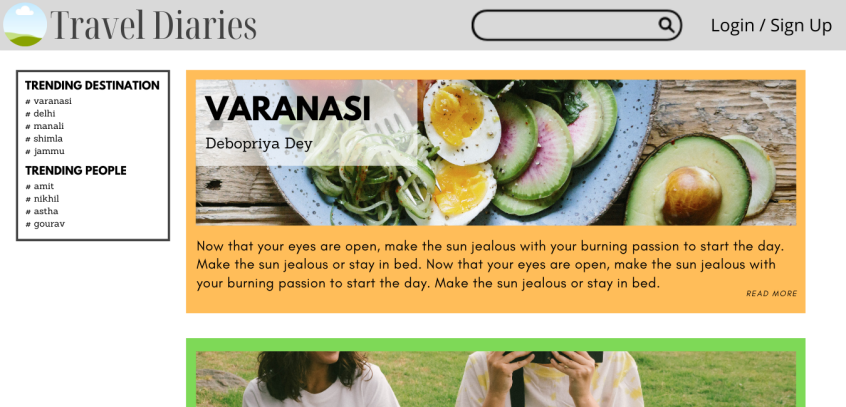 Travel Diaries
Login / Sign Up
TRENDING DESTINATION
# varanasi
# delhi
# manali
# shimla
# jammu
TRENDING PEOPLE
# amit
# nikhil
# astha
# gourav
VARANASI
Debopriya Dey
Now that your eyes are open, make the sun jealous with your burning passion to start the day.
Make the sun jealous or stay in bed. Now that your eyes are open, make the sun jealous with
your burning passion to start the day. Make the sun jealous or stay in bed.
READ MORE